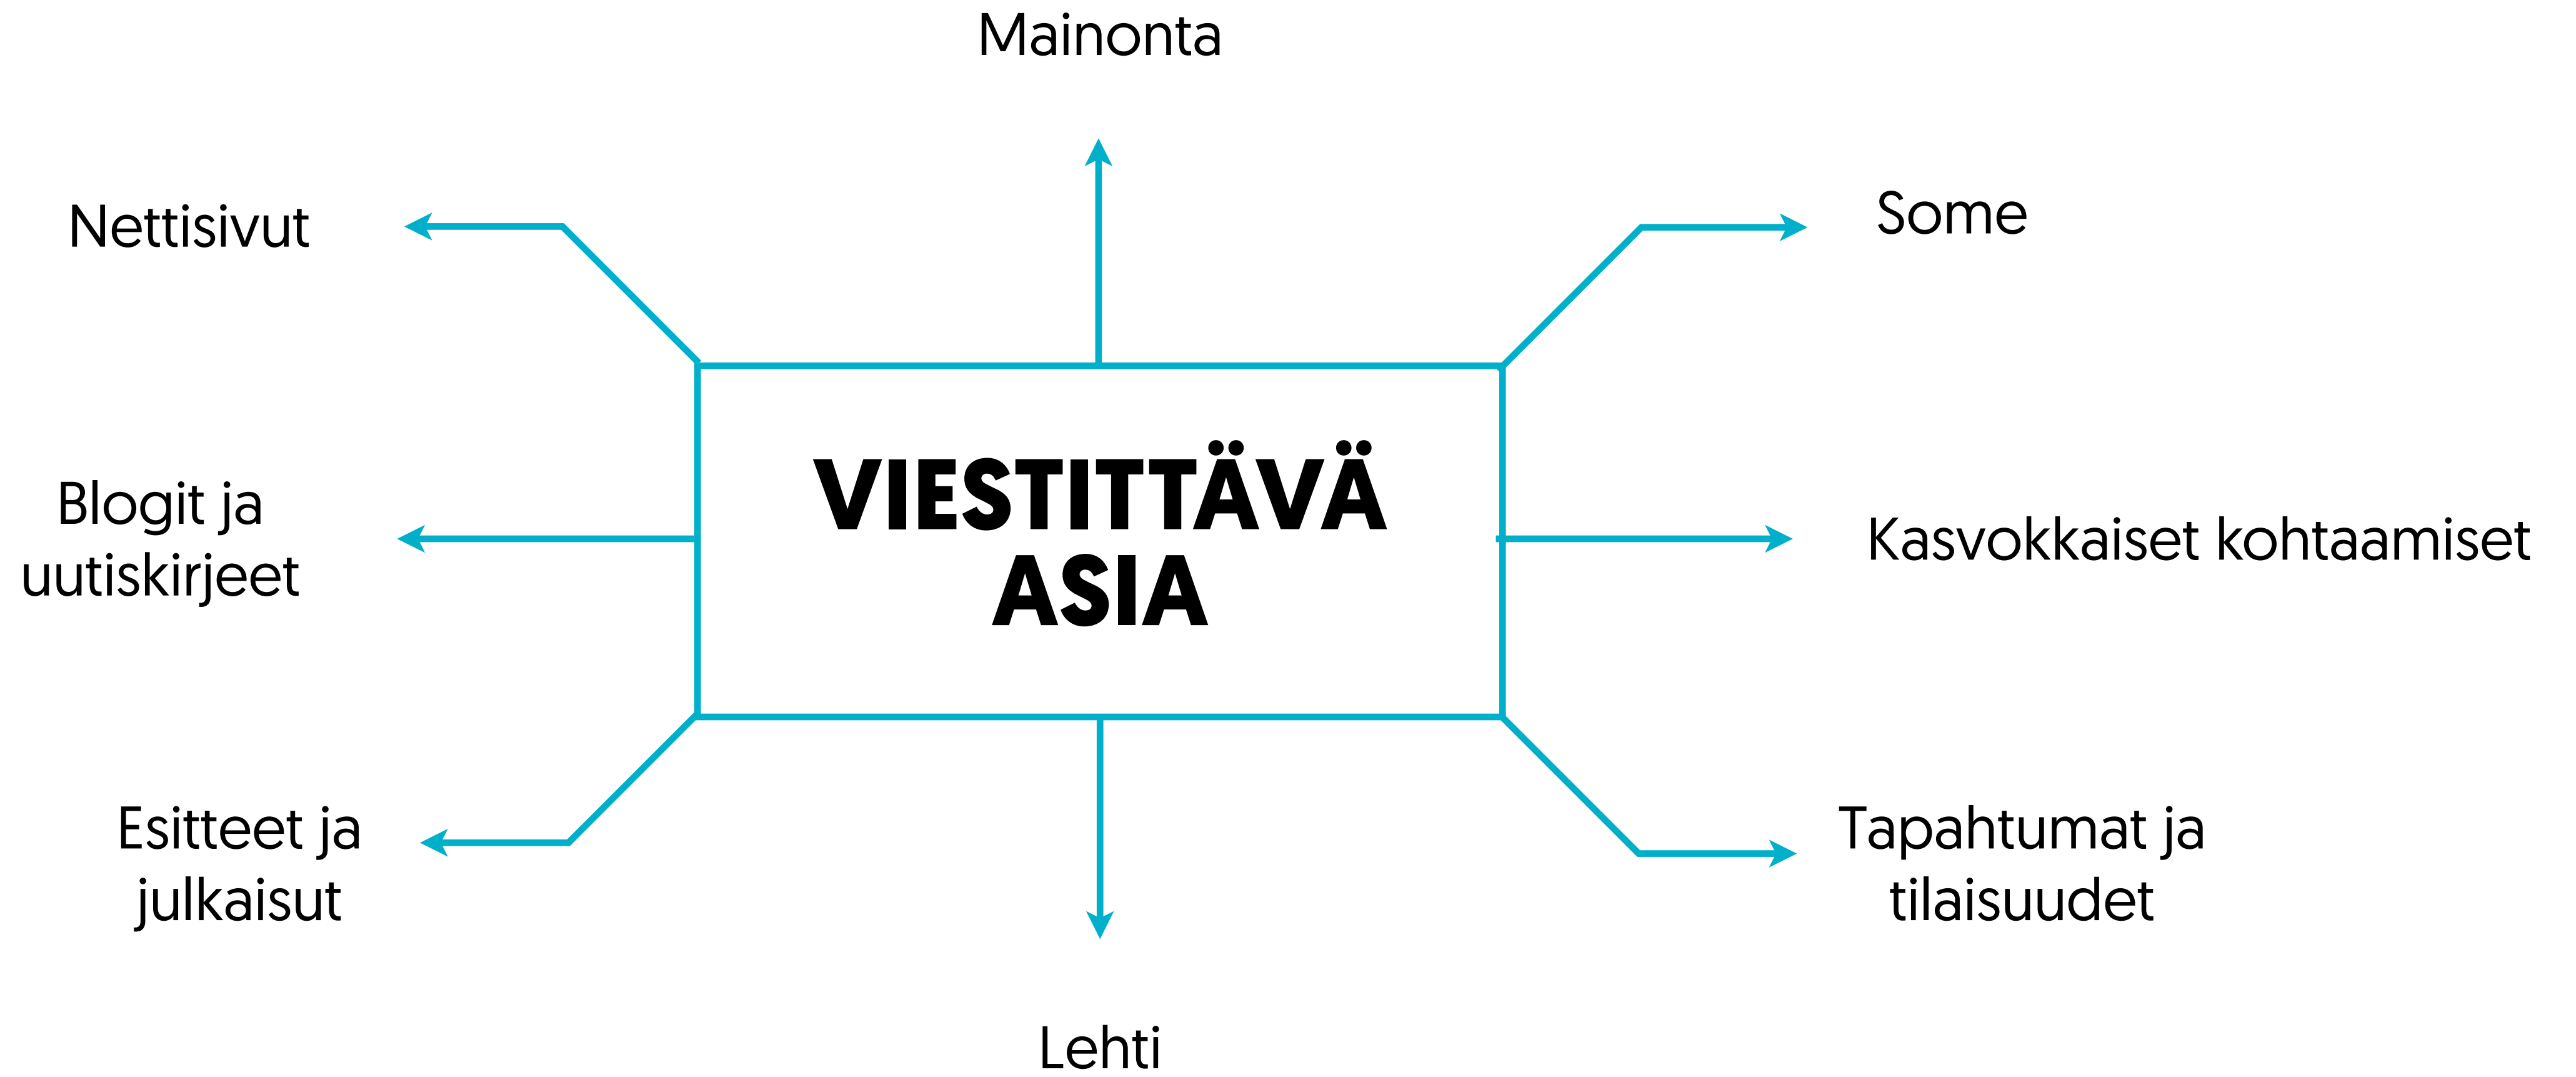 Mainonta
Nettisivut
Some
Blogit ja
uutiskirjeet
VIESTITTÄVÄ
ASIA
Kasvokkaiset kohtaamiset
Esitteet ja
julkaisut
Tapahtumat ja
tilaisuudet
Lehti